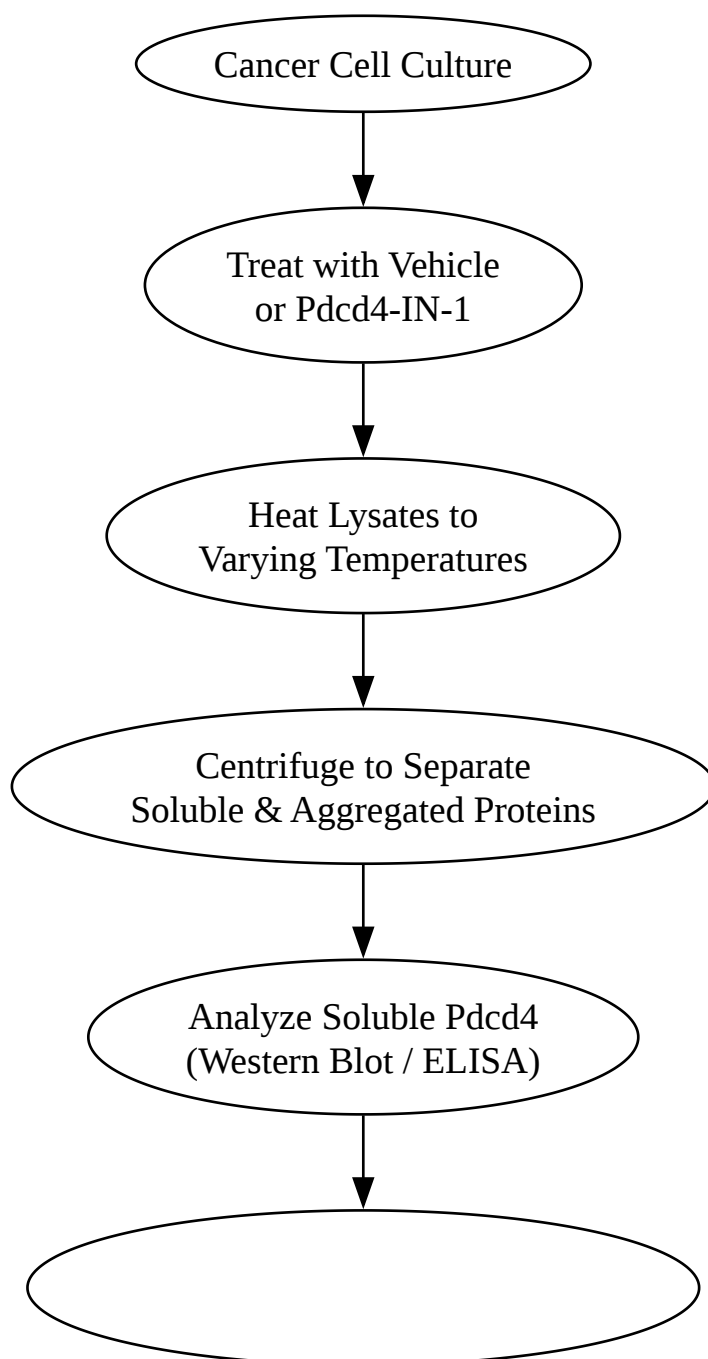 Cancer Cell Culture
Treat with Vehicle
or Pdcd4-IN-1
Heat Lysates to
Varying Temperatures
Centrifuge to Separate
Soluble & Aggregated Proteins
Analyze Soluble Pdcd4
(Western Blot / ELISA)